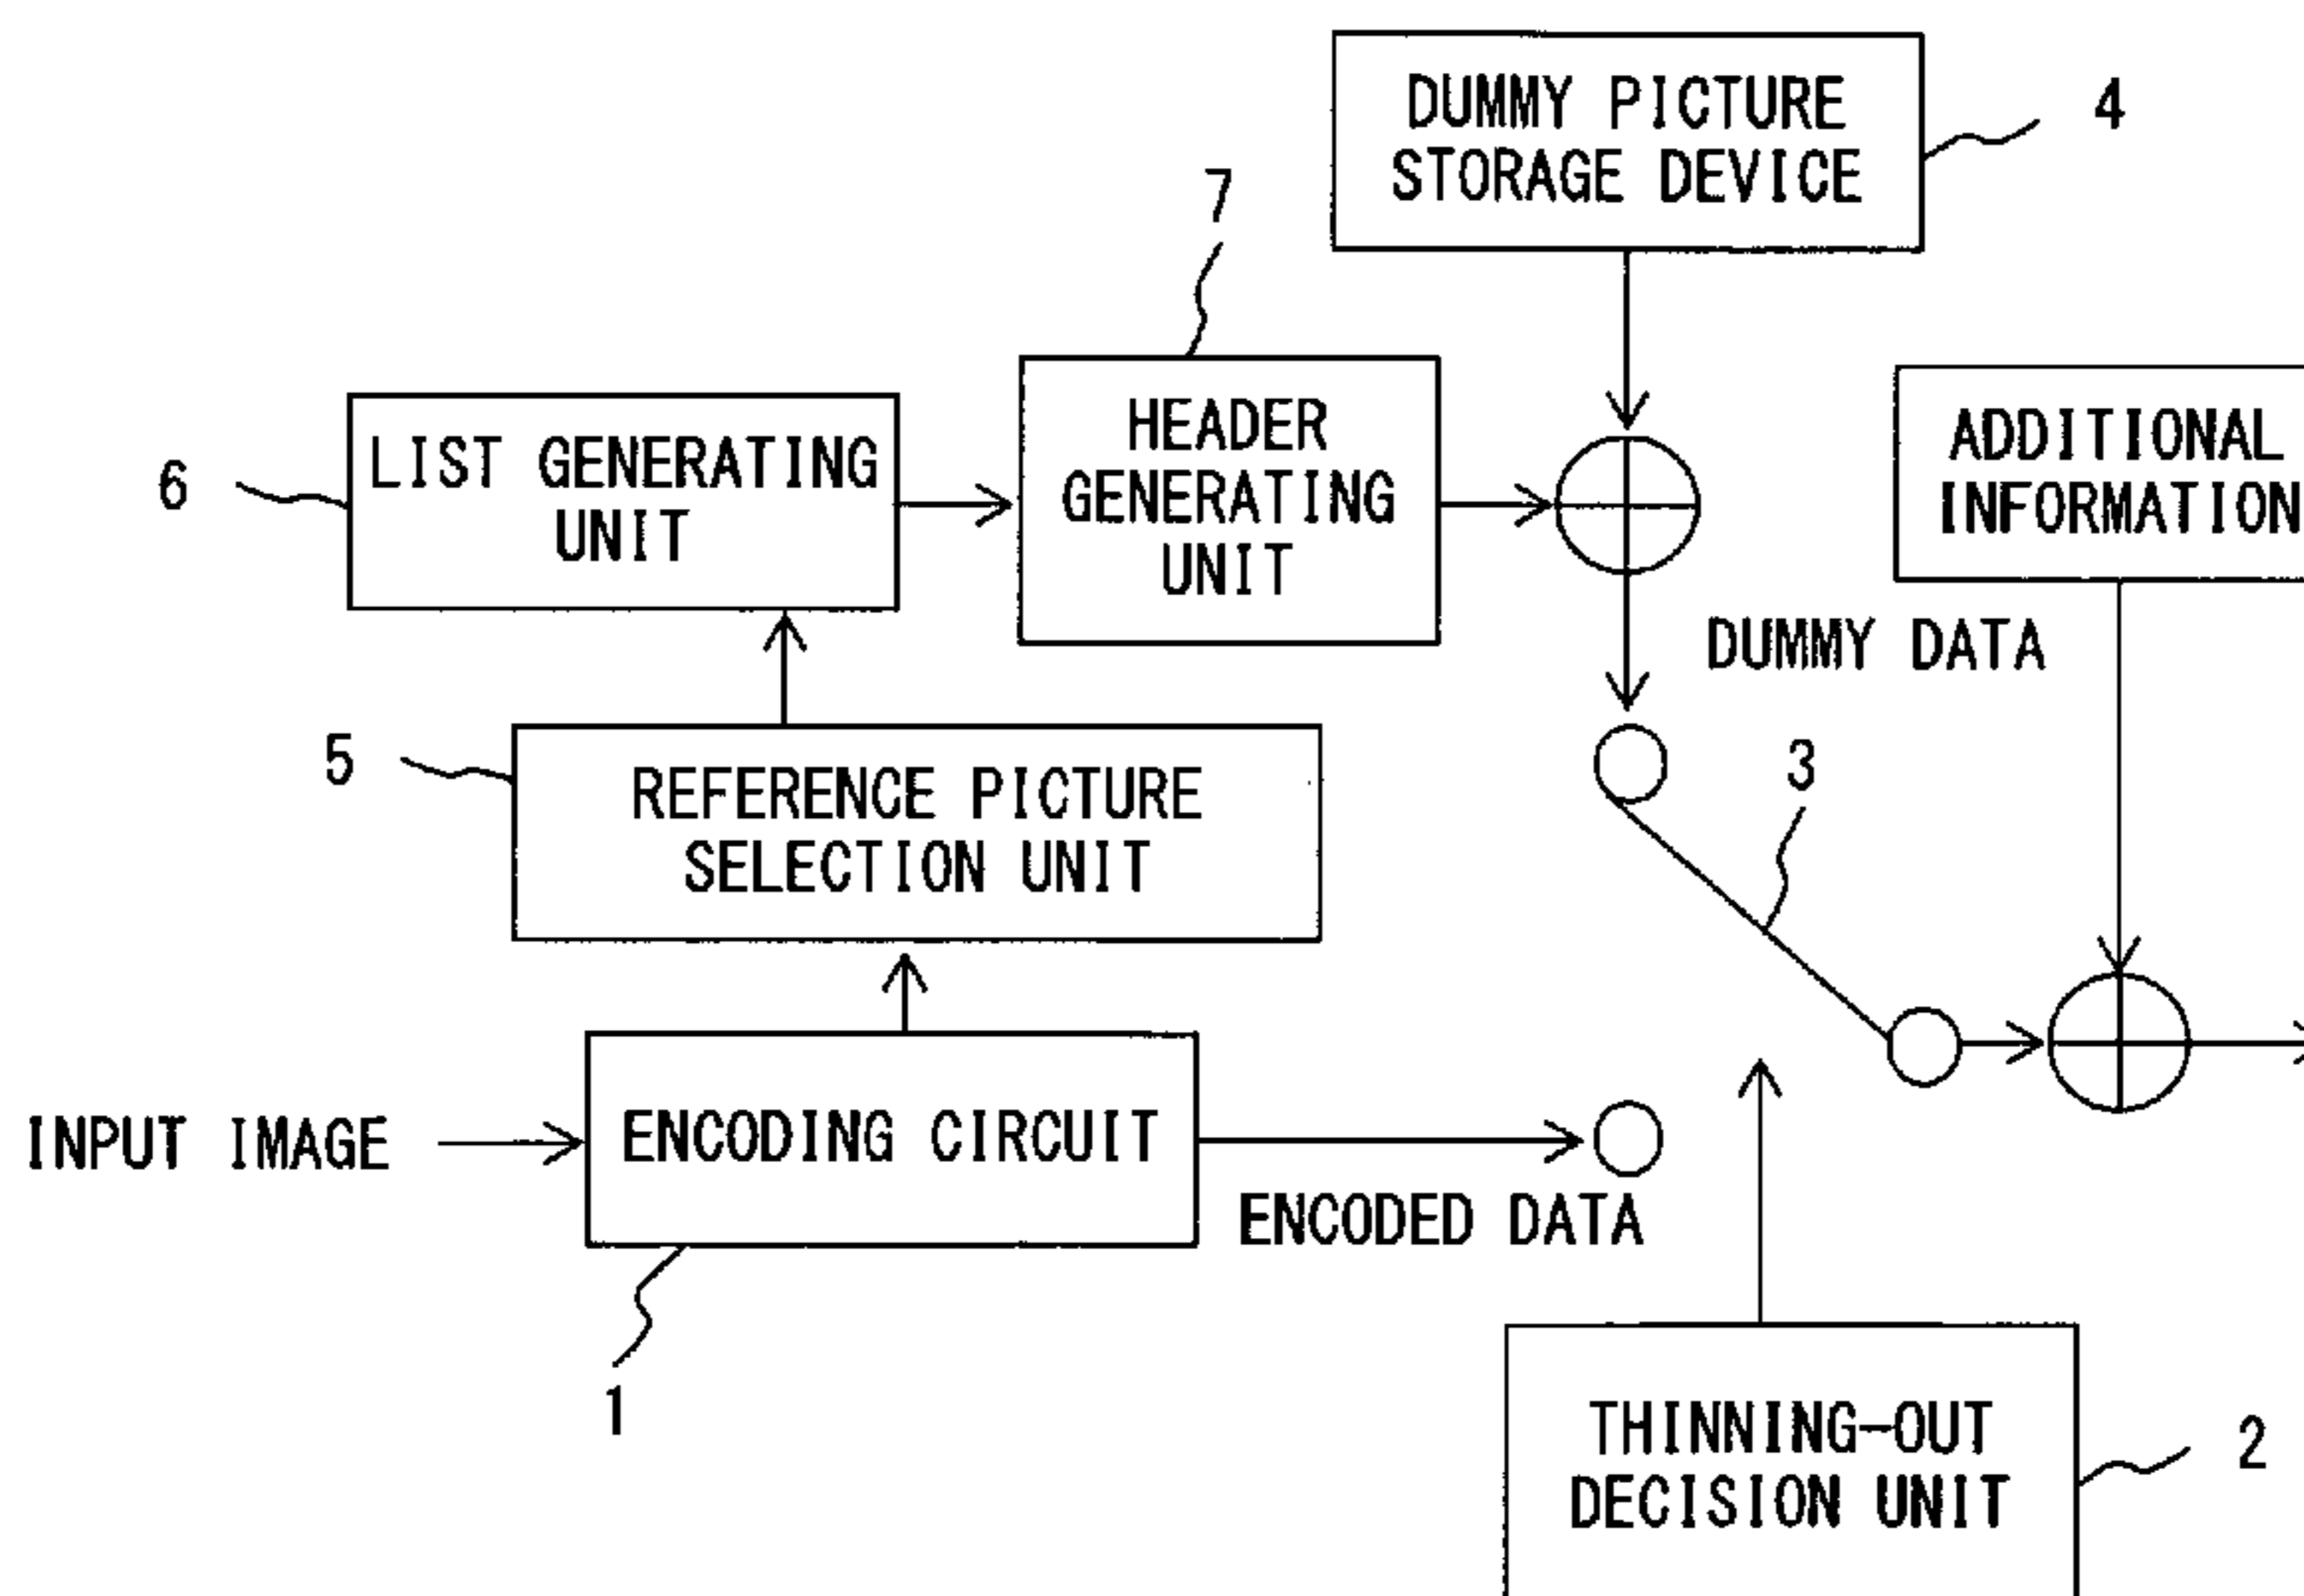 DUMMY PICTURE
STORAGE DEVICE
4
7
HEADER
GENERATING
UNIT
LIST GENERATING
UNIT
6
ADDITIONAL
INFORMATION
DUMMY DATA
5
REFERENCE PICTURE
SELECTION UNIT
3
INPUT IMAGE
ENCODING CIRCUIT
ENCODED DATA
1
THINNING-OUT
DECISION UNIT
2